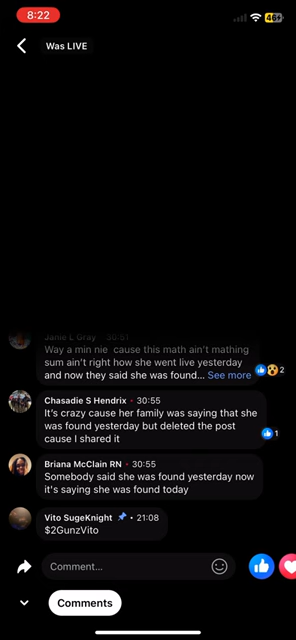 8:22
46
Was LIVE
Janie L Gray • 30:51
Way a min nie cause this math ain't mathing
sum ain't right how she went live yesterday
and now they said she was found... See more
2
Chasadie S Hendrix • 30:55
It's crazy cause her family was saying that she
was found yesterday but deleted the post
cause I shared it
1
Briana McClain RN • 30:55
Somebody said she was found yesterday now
it's saying she was found today
Vito SugeKnight • 21:08
$2GunzVito
Comment...
Comments